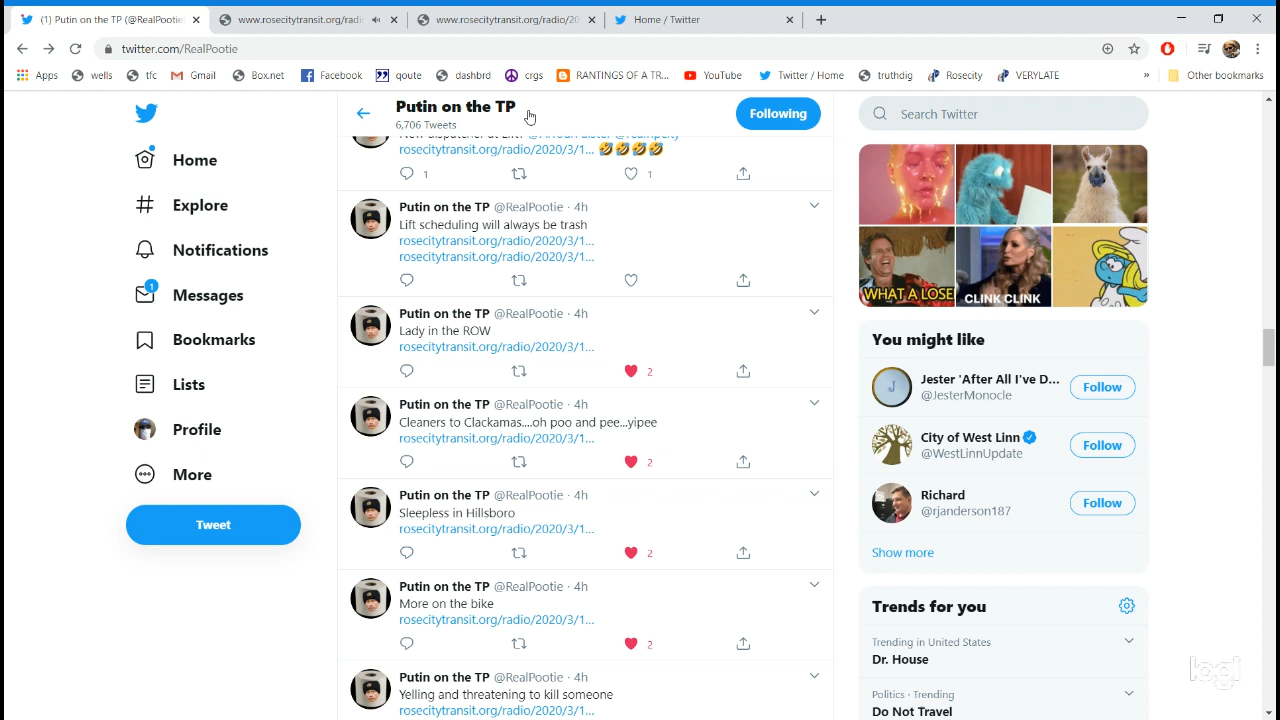 (1) Putin on the TP (@RealPootie
www.rosecitytransit.org/radi
www.rosecitytransit.org/radio/20
Home / Twitter
twitter.com/RealPootie
Apps
wells
tfc
Gmail
Box.net
Facebook
qoute
dashbrd
crgs
RANTINGS OF A TR...
YouTube
Twitter / Home
truthdig
Rosecity
VERYLATE
»
Other bookmarks
Home
Explore
Notifications
1
Messages
Bookmarks
Lists
Profile
More
Tweet
Putin on the TP
6,706 Tweets
Following
rosecitytransit.org/radio/2020/3/1... 🤣🤣🤣🤣
1
1
Putin on the TP @RealPootie · 4h
Lift scheduling will always be trash
rosecitytransit.org/radio/2020/3/1...
rosecitytransit.org/radio/2020/3/1...
Putin on the TP @RealPootie · 4h
Lady in the ROW
rosecitytransit.org/radio/2020/3/1...
2
Putin on the TP @RealPootie · 4h
Cleaners to Clackamas....oh poo and pee...yipee
rosecitytransit.org/radio/2020/3/1...
2
Putin on the TP @RealPootie · 4h
Sleepless in Hillsboro
rosecitytransit.org/radio/2020/3/1...
2
Putin on the TP @RealPootie · 4h
More on the bike
rosecitytransit.org/radio/2020/3/1...
2
Putin on the TP @RealPootie · 4h
Yelling and threatening to kill someone
rosecitytransit.org/radio/2020/3/1...
Search Twitter
WHAT A LOSE
CLINK CLINK
You might like
J
Jester 'After All I've D...
@JesterMonocle
Follow
City of West Linn
@WestLinnUpdate
Follow
Richard
@rjanderson187
Follow
Show more
Trends for you
Trending in United States
Dr. House
Politics · Trending
Do Not Travel
logi